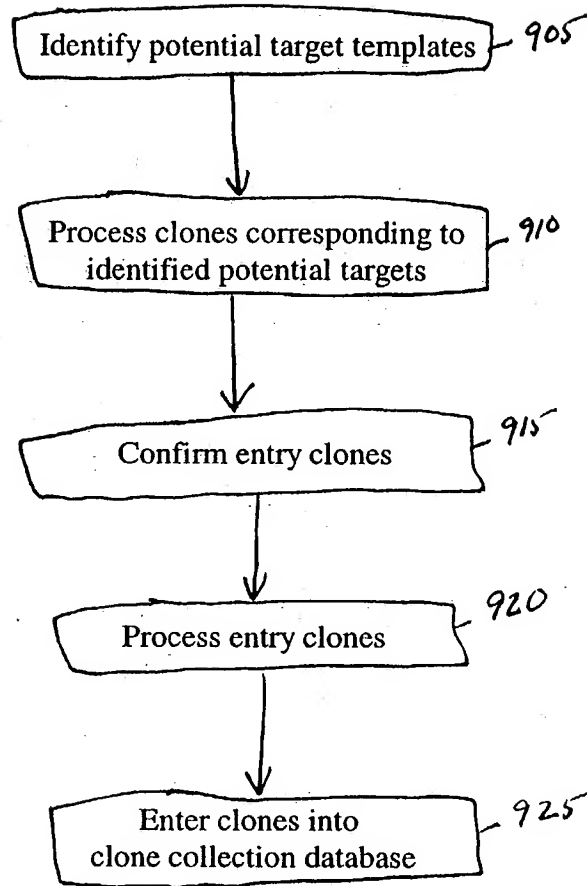 Identify potential target templates 905
Process clones corresponding to 910
identified potential targets
Confirm entry clones 915
Process entry clones 920
Enter clones into 925
clone collection database